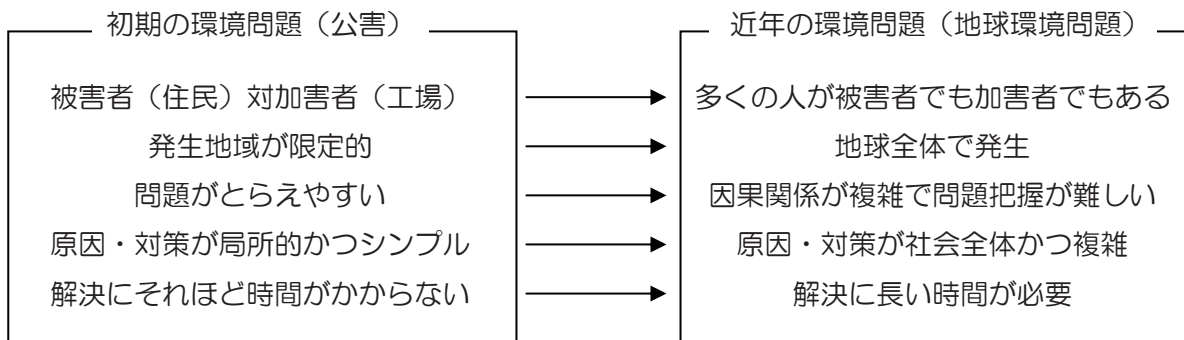 初期の環境問題（公害）
被害者（住民）対加害者（工場）
発生地域が限定的
問題がとらえやすい
原因・対策が局所的かつシンプル
解決にそれほど時間がかからない
近年の環境問題（地球環境問題）
多くの人が被害者でも加害者でもある
地球全体で発生
因果関係が複雑で問題把握が難しい
原因・対策が社会全体かつ複雑
解決に長い時間が必要